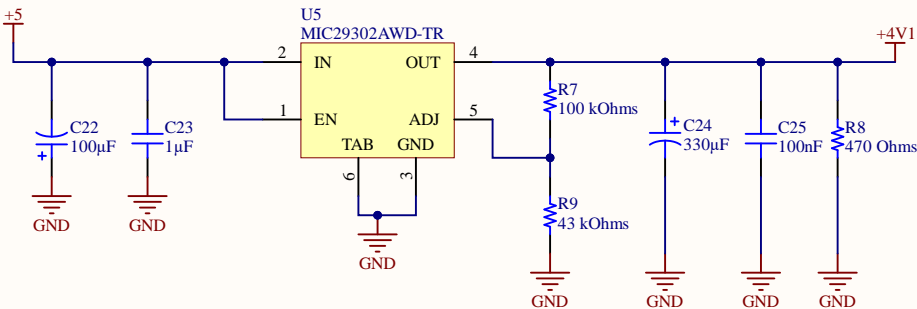 +5
U5
MIC29302AWD-TR
+4V1
2
IN
OUT
4
1
EN
ADJ
5
TAB
GND
6
3
C22
100µF
+
C23
1µF
R7
100 kOhms
R9
43 kOhms
+
C24
330µF
C25
100nF
R8
470 Ohms
GND
GND
GND
GND
GND
GND
GND